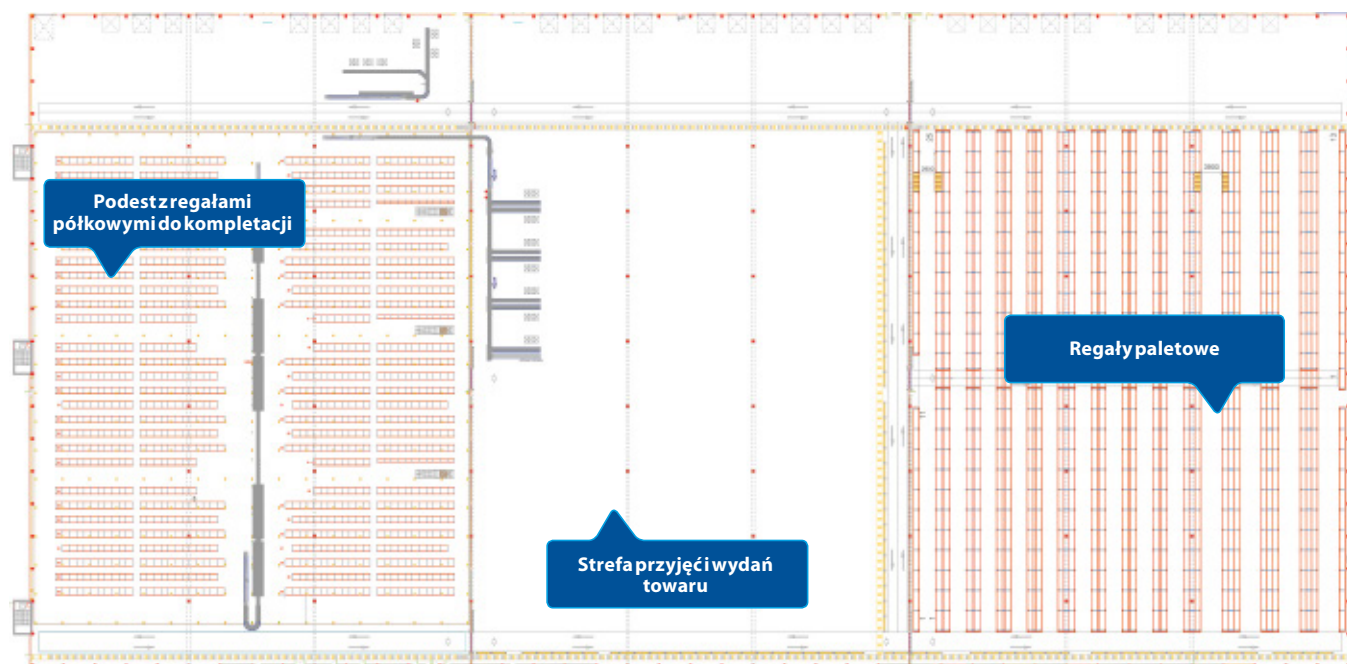 Podest z regałami
półkowymi do kompletacji
Regały paletowe
Strefa przyjęć i wydań
towaru